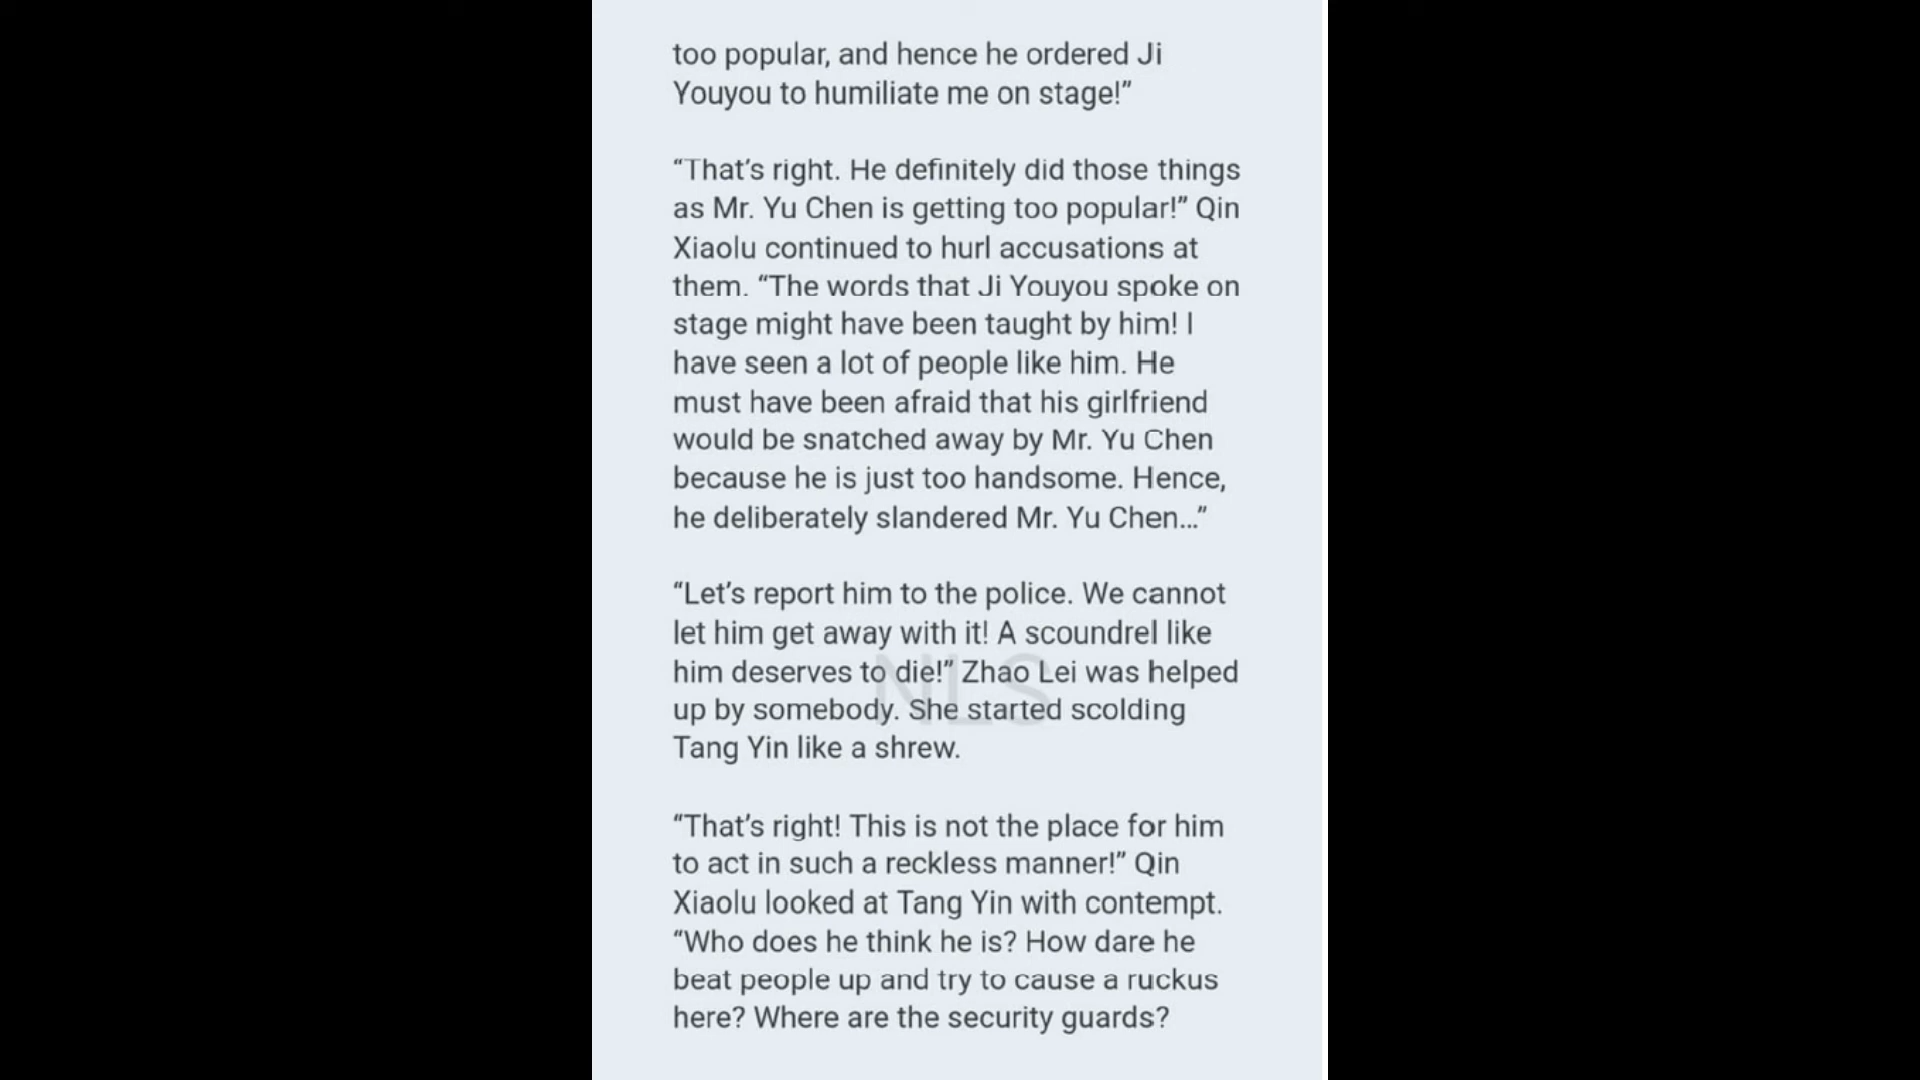 too popular, and hence he ordered Ji
Youyou to humiliate me on stage!”
“That’s right. He definitely did those things
as Mr. Yu Chen is getting too popular!” Qin
Xiaolu continued to hurl accusations at
them. “The words that Ji Youyou spoke on
stage might have been taught by him! I
have seen a lot of people like him. He
must have been afraid that his girlfriend
would be snatched away by Mr. Yu Chen
because he is just too handsome. Hence,
he deliberately slandered Mr. Yu Chen…”
“Let’s report him to the police. We cannot
let him get away with it! A scoundrel like
him deserves to die!” Zhao Lei was helped
up by somebody. She started scolding
Tang Yin like a shrew.
NLS
“That’s right! This is not the place for him
to act in such a reckless manner!” Qin
Xiaolu looked at Tang Yin with contempt.
“Who does he think he is? How dare he
beat people up and try to cause a ruckus
here? Where are the security guards?